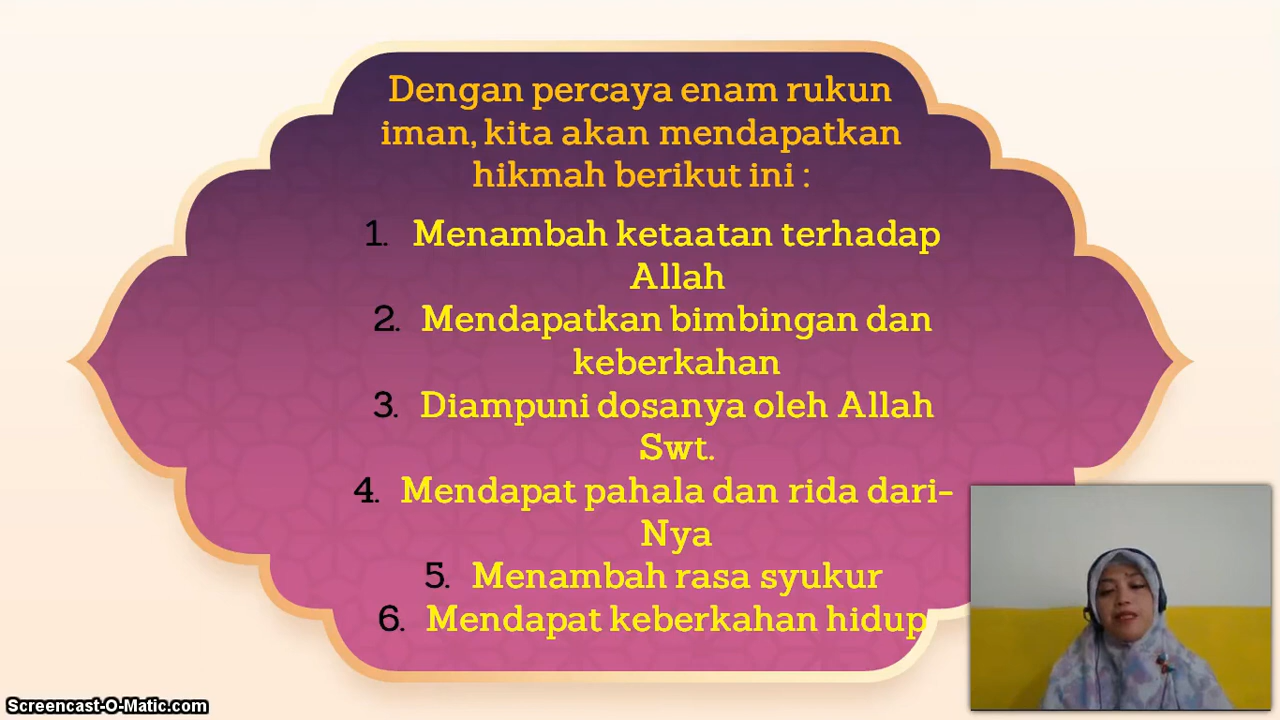 Dengan percaya enam rukun
iman, kita akan mendapatkan
hikmah berikut ini :
1. Menambah ketaatan terhadap
Allah
2. Mendapatkan bimbingan dan
keberkahan
3. Diampuni dosanya oleh Allah
Swt.
4. Mendapat pahala dan rida dari-
Nya
5. Menambah rasa syukur
6. Mendapat keberkahan hidup
Screencast-O-Matic.com